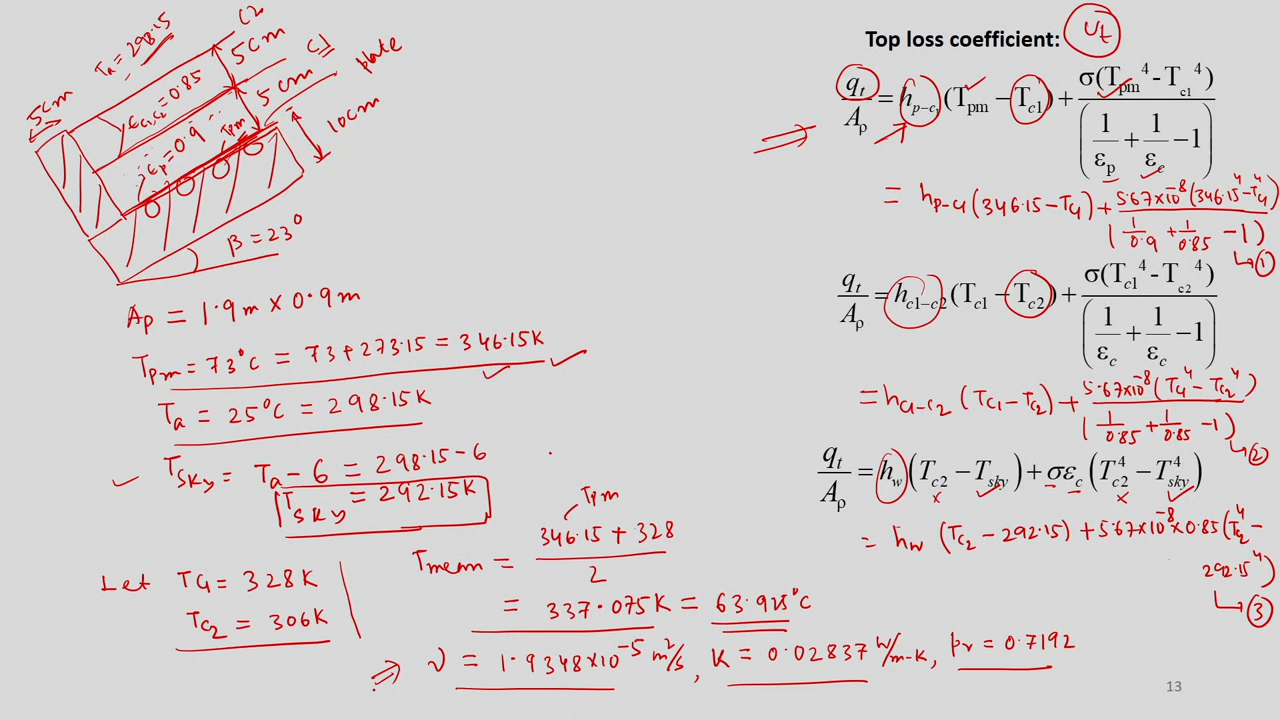 Ta = 298.15
C2
5cm
C1
5cm
plate
5cm
εc1,c2 = 0.85
εp = 0.9
Tpm
10cm
β = 23°
Ap = 1.9m × 0.9m
Tpm = 73°C = 73+273.15 = 346.15K
Ta = 25°C = 298.15K
Tsky = Ta − 6 = 298.15 − 6
Tsky = 292.15K
Let Tc1 = 328K
Tc2 = 306K
Tpm
Tmean = (346.15 + 328)/2
= 337.075K = 63.925°C
⇒ ν = 1.9348×10⁻⁵ m²/s, K = 0.02837 W/m-K, Pr = 0.7192
Top loss coefficient: Ut
⇒ qt/Ap = hp-c1(Tpm − Tc1) + σ(Tpm⁴ - Tc1⁴)/(1/εp + 1/εc − 1)
= hp-c1(346.15 − Tc1) + 5.67×10⁻⁸(346.15⁴ − Tc1⁴)/(1/0.9 + 1/0.85 − 1)
↳ ①
qt/Ap = hc1−c2(Tc1 − Tc2) + σ(Tc1⁴ - Tc2⁴)/(1/εc + 1/εc − 1)
= hc1-c2 (Tc1 − Tc2) + 5.67×10⁻⁸(Tc1⁴ − Tc2⁴)/(1/0.85 + 1/0.85 − 1)
↳ ②
qt/Ap = hw(Tc2 − Tsky) + σεc(Tc2⁴ − Tsky⁴)
= hw (Tc2 − 292.15) + 5.67×10⁻⁸×0.85(Tc2⁴ −
292.15⁴)
↳ ③
13